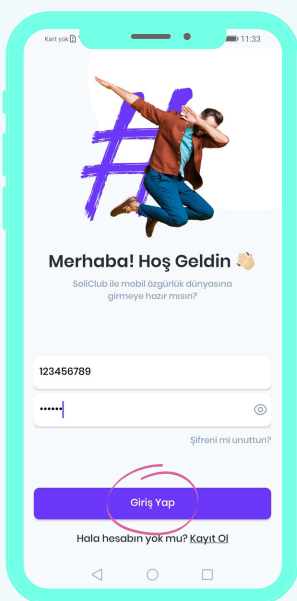 Kart yok 11:33
Merhaba! Hoş Geldin 👋🏻
SoliClub ile mobil özgürlük dünyasına
girmeye hazır mısın?
123456789
••••••
Şifreni mi unuttun?
Giriş Yap
Hala hesabın yok mu? Kayıt Ol